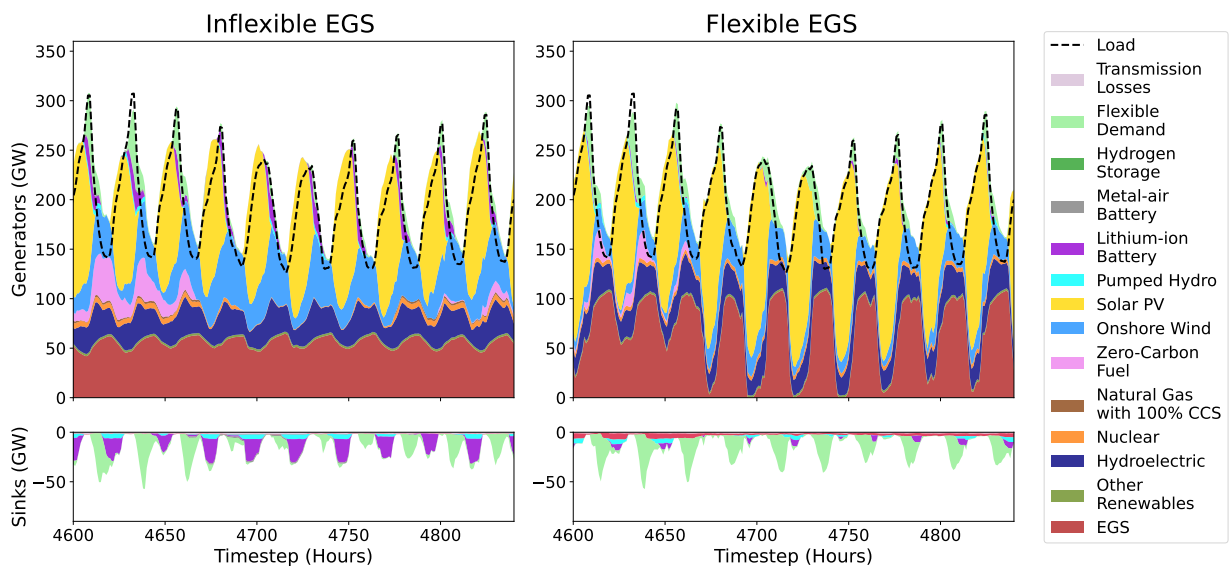 Inflexible EGS
Flexible EGS
Generators (GW)
350
300
250
200
150
100
50
0
350
300
250
200
150
100
50
0
Sinks (GW)
0
−50
0
−50
4600
4650
4700
4750
4800
4600
4650
4700
4750
4800
Timestep (Hours)
Timestep (Hours)
Load
Transmission
Losses
Flexible
Demand
Hydrogen
Storage
Metal-air
Battery
Lithium-ion
Battery
Pumped Hydro
Solar PV
Onshore Wind
Zero-Carbon
Fuel
Natural Gas
with 100% CCS
Nuclear
Hydroelectric
Other
Renewables
EGS